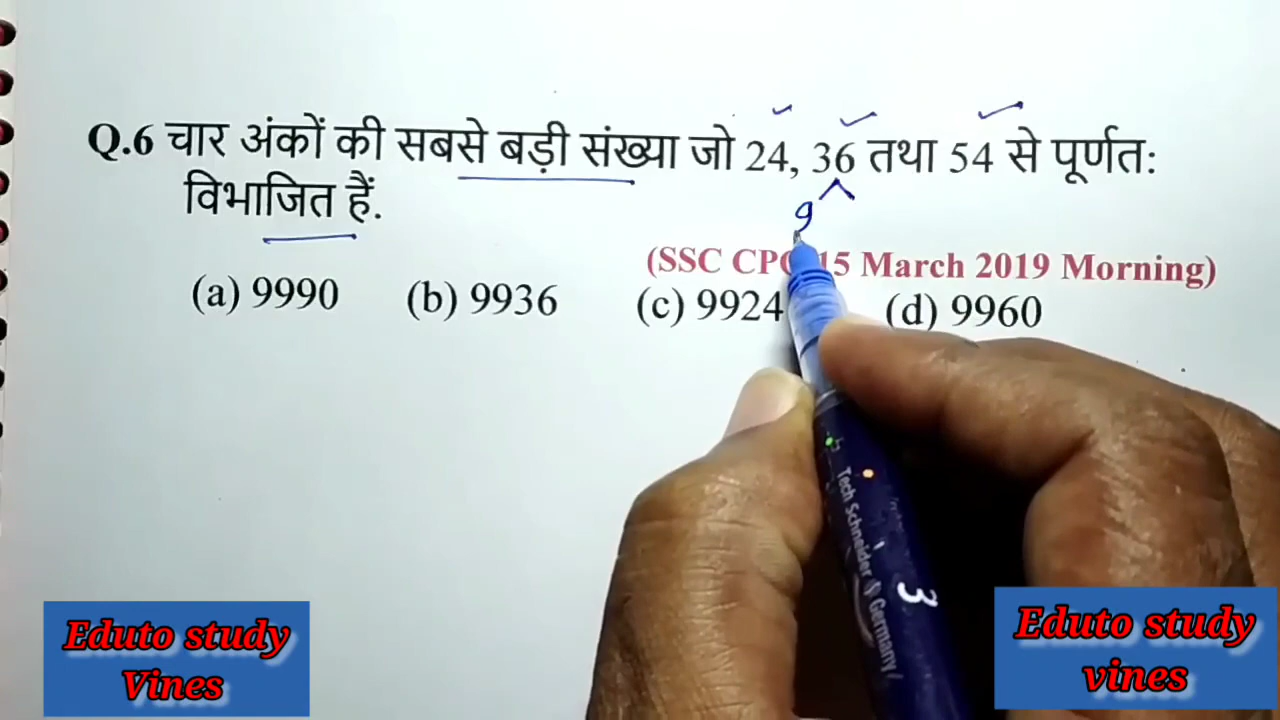 Q.6 चार अंकों की सबसे बड़ी संख्या जो 24, 36 तथा 54 से पूर्णत:
विभाजित हैं.
9
(SSC CPO 15 March 2019 Morning)
(a) 9990 (b) 9936 (c) 9924 (d) 9960
Tech Schneider Germany
3
Eduto study
Vines
Eduto study
vines